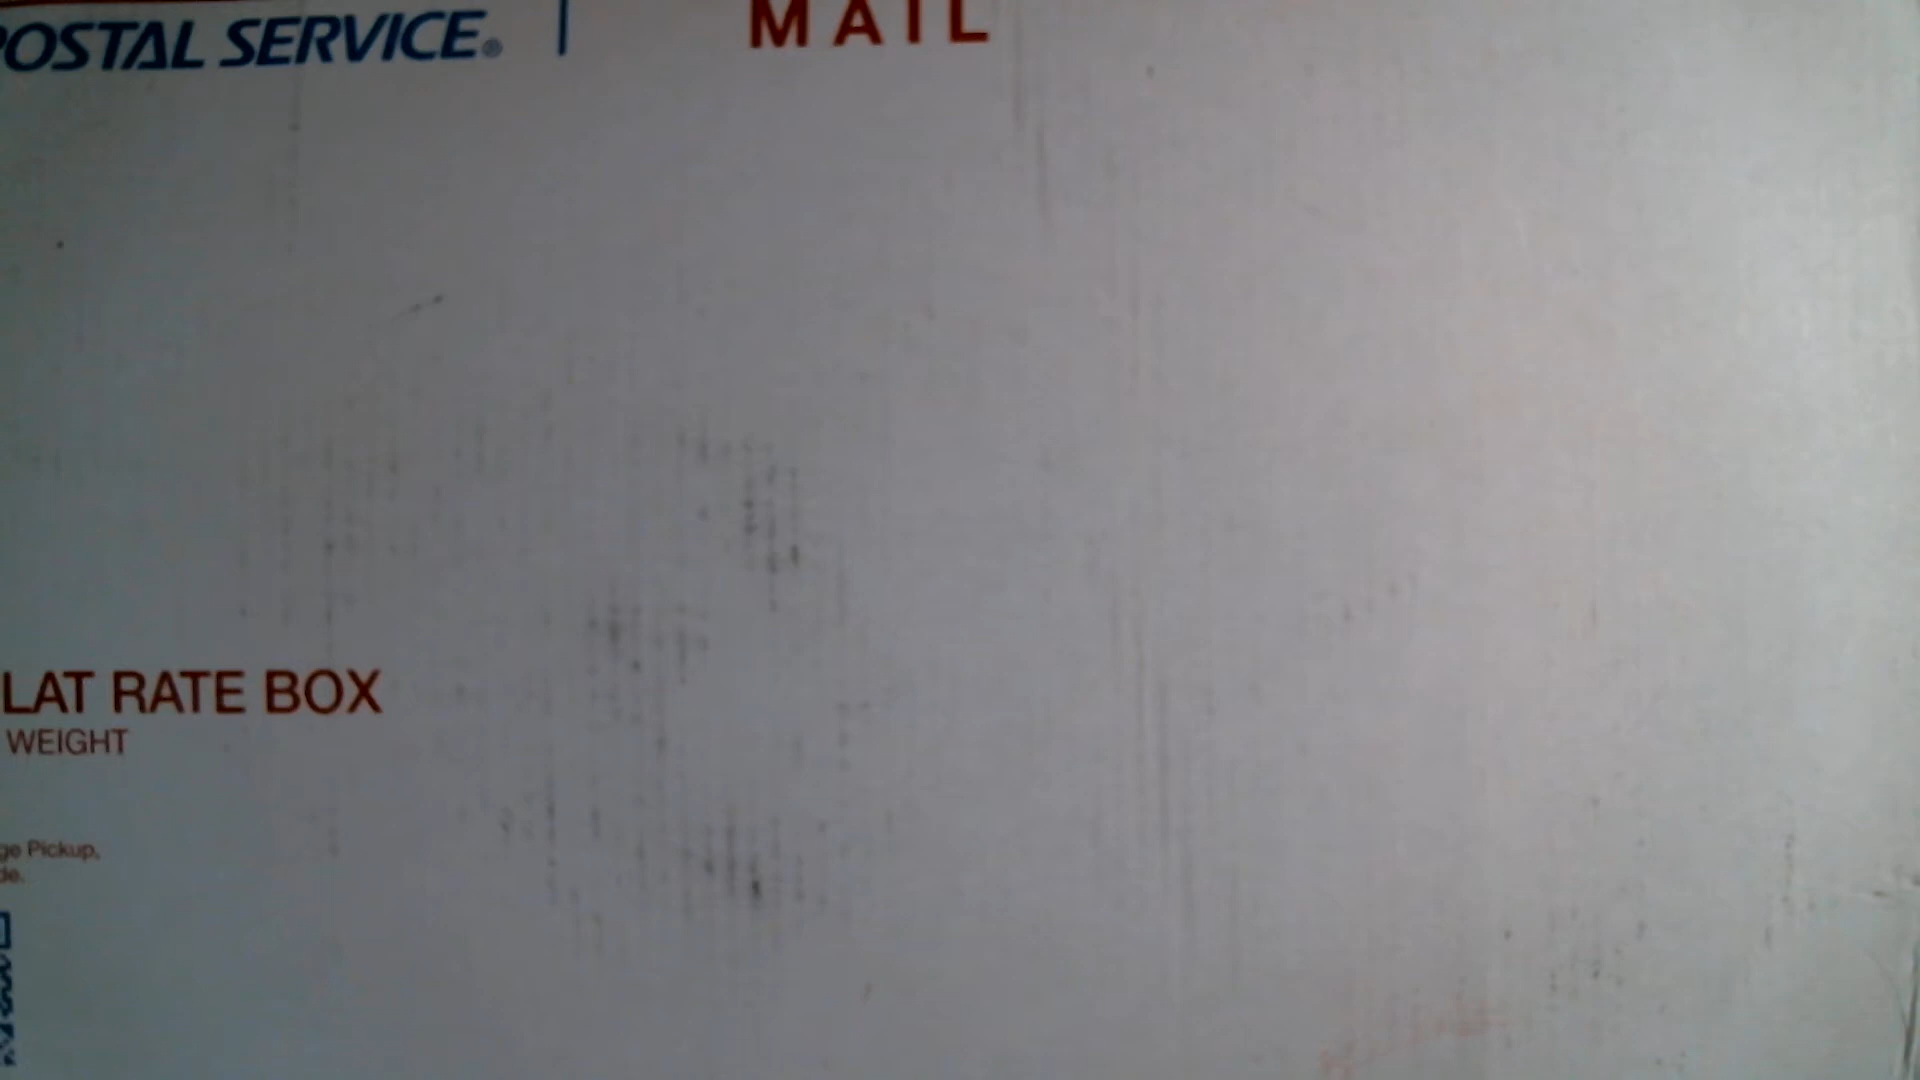 POSTAL SERVICE®
MAIL
LAT RATE BOX
WEIGHT
ge Pickup,
de.